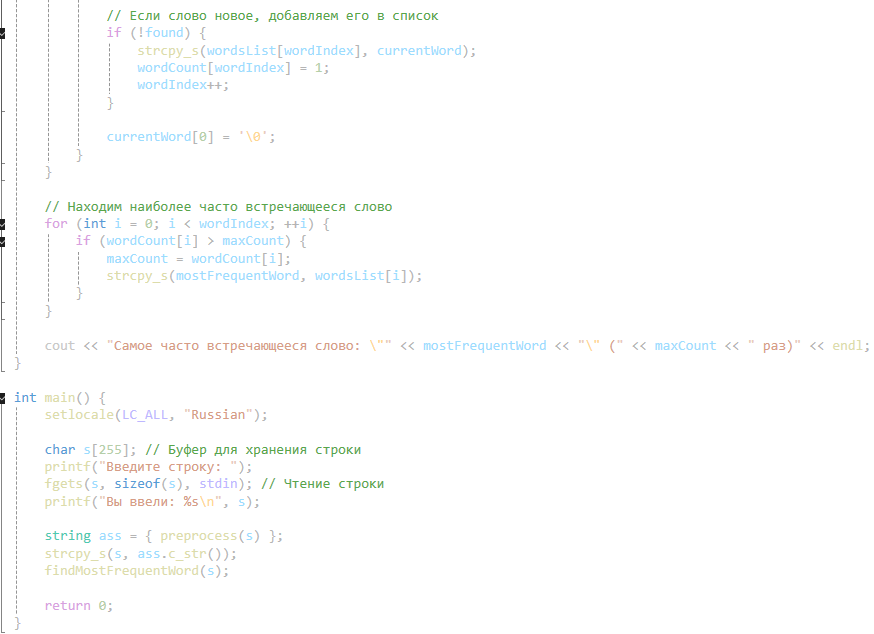 // Если слово новое, добавляем его в список
if (!found) {
strcpy_s(wordsList[wordIndex], currentWord);
wordCount[wordIndex] = 1;
wordIndex++;
}
currentWord[0] = '\0';
}
}
// Находим наиболее часто встречающееся слово
for (int i = 0; i < wordIndex; ++i) {
if (wordCount[i] > maxCount) {
maxCount = wordCount[i];
strcpy_s(mostFrequentWord, wordsList[i]);
}
}
cout << "Самое часто встречающееся слово: \"" << mostFrequentWord << "\" (" << maxCount << " раз)" << endl;
}
int main() {
setlocale(LC_ALL, "Russian");
char s[255]; // Буфер для хранения строки
printf("Введите строку: ");
fgets(s, sizeof(s), stdin); // Чтение строки
printf("Вы ввели: %s\n", s);
string ass = { preprocess(s) };
strcpy_s(s, ass.c_str());
findMostFrequentWord(s);
return 0;
}